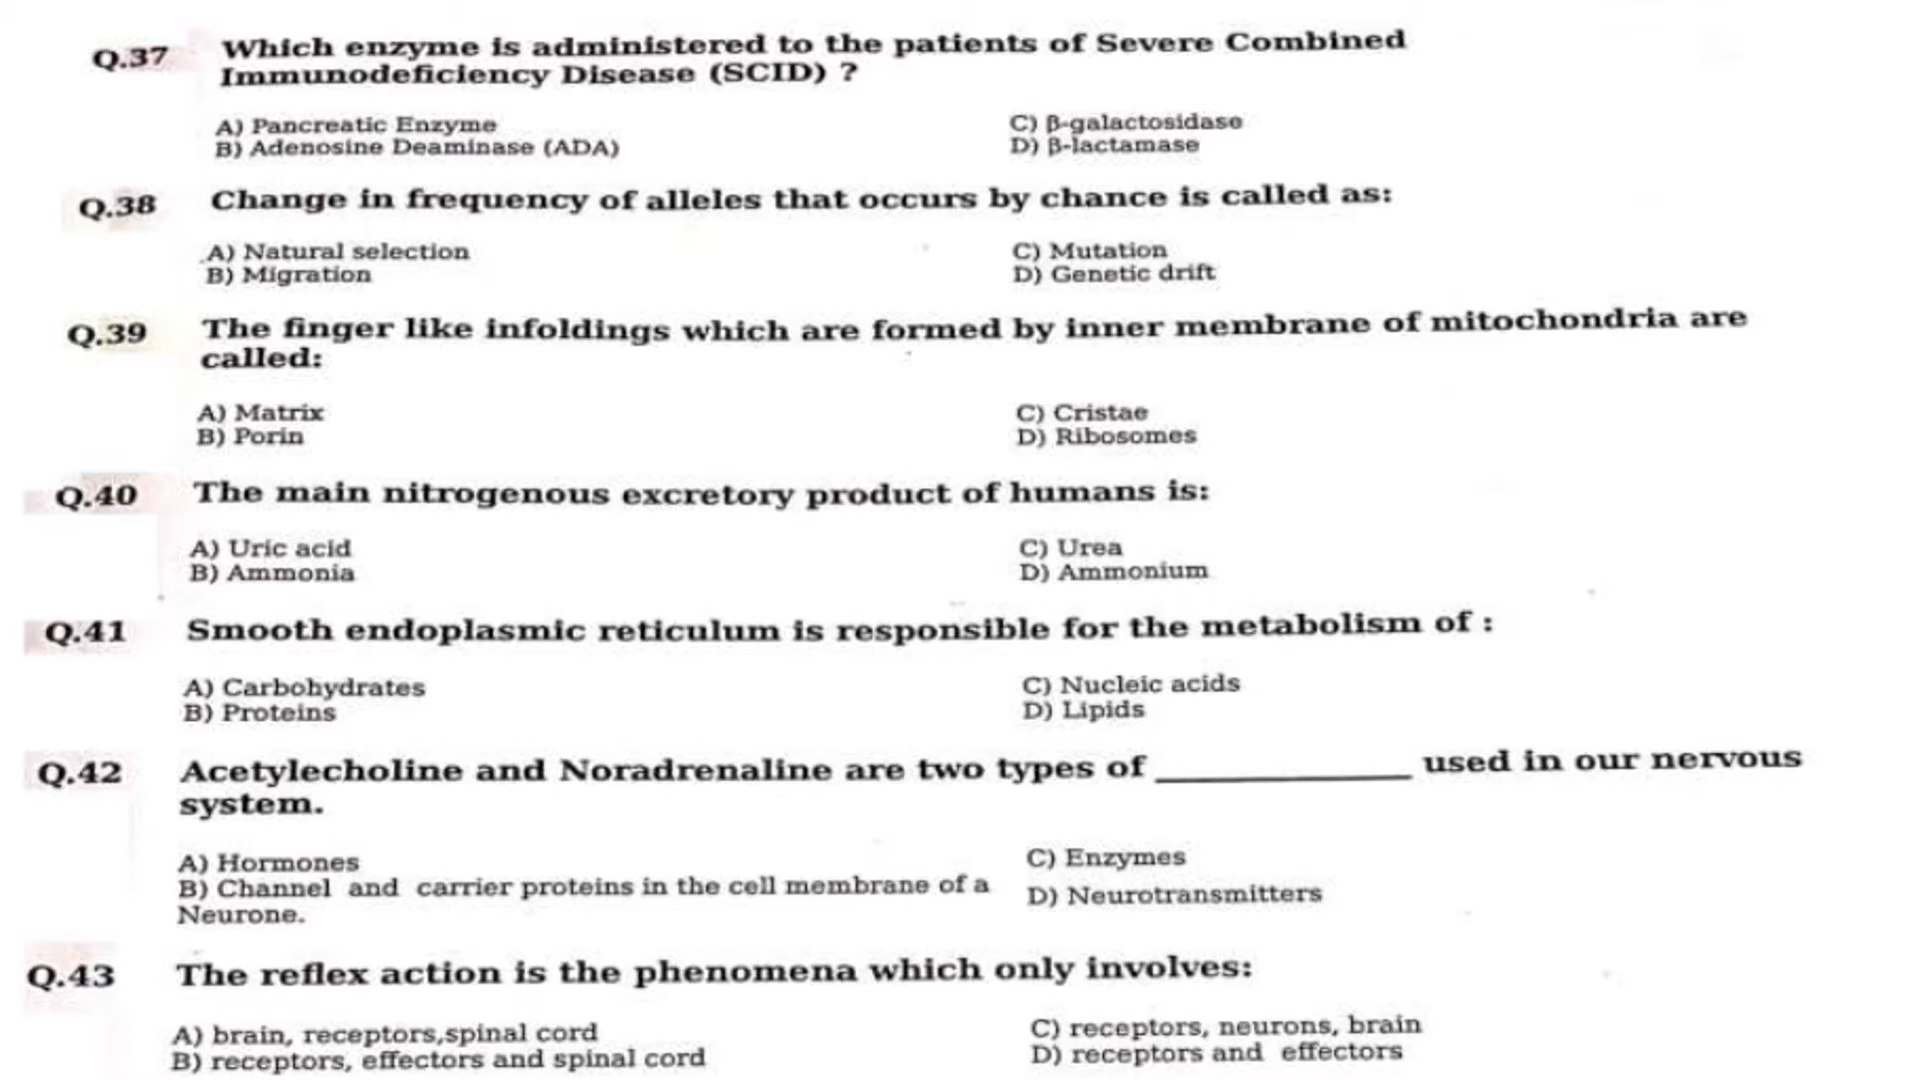 Q.37 Which enzyme is administered to the patients of Severe Combined
Immunodeficiency Disease (SCID) ?
A) Pancreatic Enzyme C) β-galactosidase
B) Adenosine Deaminase (ADA) D) β-lactamase
Q.38 Change in frequency of alleles that occurs by chance is called as:
A) Natural selection C) Mutation
B) Migration D) Genetic drift
Q.39 The finger like infoldings which are formed by inner membrane of mitochondria are
called:
A) Matrix C) Cristae
B) Porin D) Ribosomes
Q.40 The main nitrogenous excretory product of humans is:
A) Uric acid C) Urea
B) Ammonia D) Ammonium
Q.41 Smooth endoplasmic reticulum is responsible for the metabolism of :
A) Carbohydrates C) Nucleic acids
B) Proteins D) Lipids
Q.42 Acetylecholine and Noradrenaline are two types of ____________ used in our nervous
system.
A) Hormones C) Enzymes
B) Channel and carrier proteins in the cell membrane of a D) Neurotransmitters
Neurone.
Q.43 The reflex action is the phenomena which only involves:
A) brain, receptors,spinal cord C) receptors, neurons, brain
B) receptors, effectors and spinal cord D) receptors and effectors